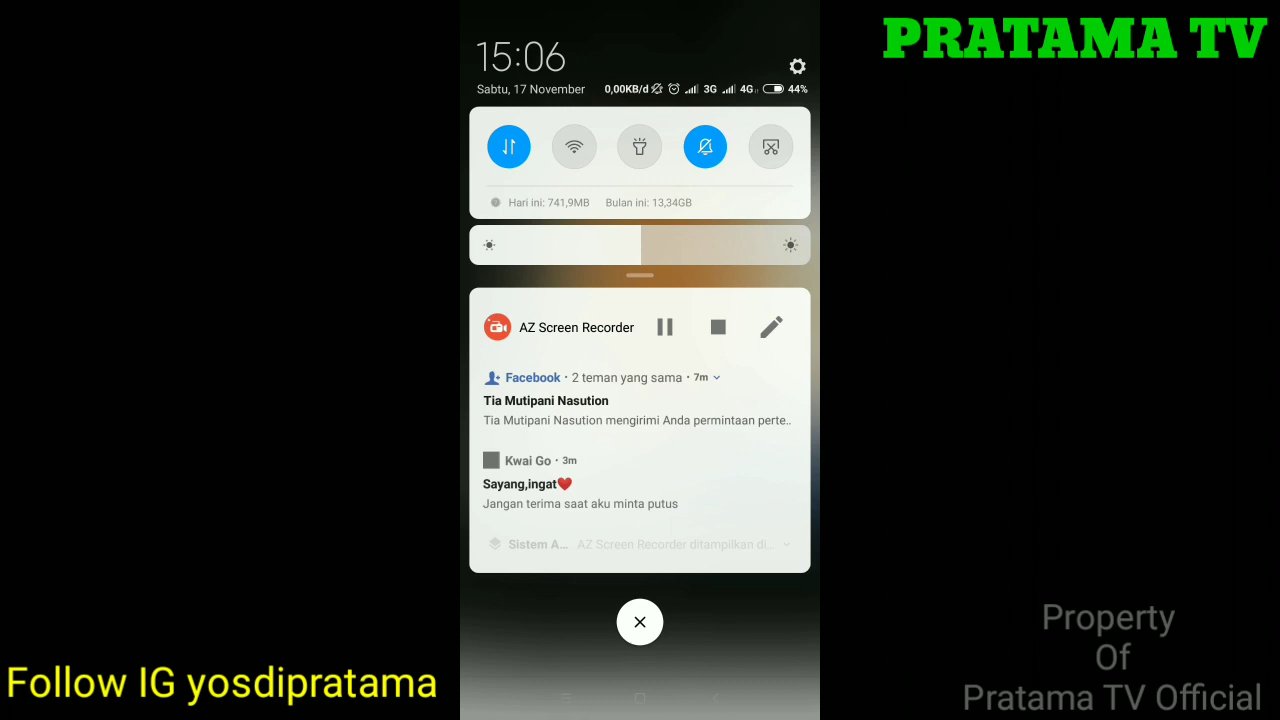 PRATAMA TV
15:06
Sabtu, 17 November 0,00KB/d 3G 4G 44%
Hari ini: 741,9MB Bulan ini: 13,34GB
AZ Screen Recorder
Facebook · 2 teman yang sama · 7m
Tia Mutipani Nasution
Tia Mutipani Nasution mengirimi Anda permintaan perte..
Kwai Go · 3m
Sayang,ingat❤️
Jangan terima saat aku minta putus
Sistem A... AZ Screen Recorder ditampilkan di...
Follow IG yosdipratama
Property
Of
Pratama TV Official